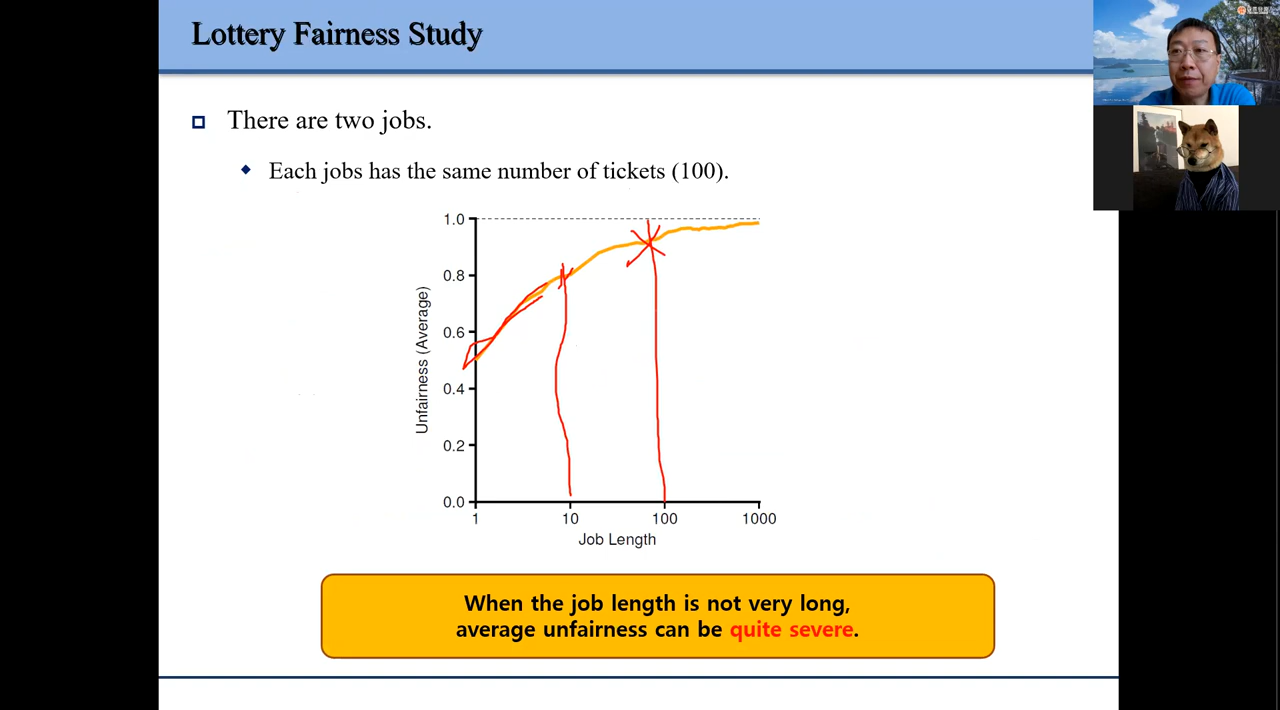 Lottery Fairness Study
There are two jobs.
Each jobs has the same number of tickets (100).
1.0
0.8
0.6
0.4
0.2
0.0
Unfairness (Average)
1 10 100 1000
Job Length
When the job length is not very long,
average unfairness can be quite severe.